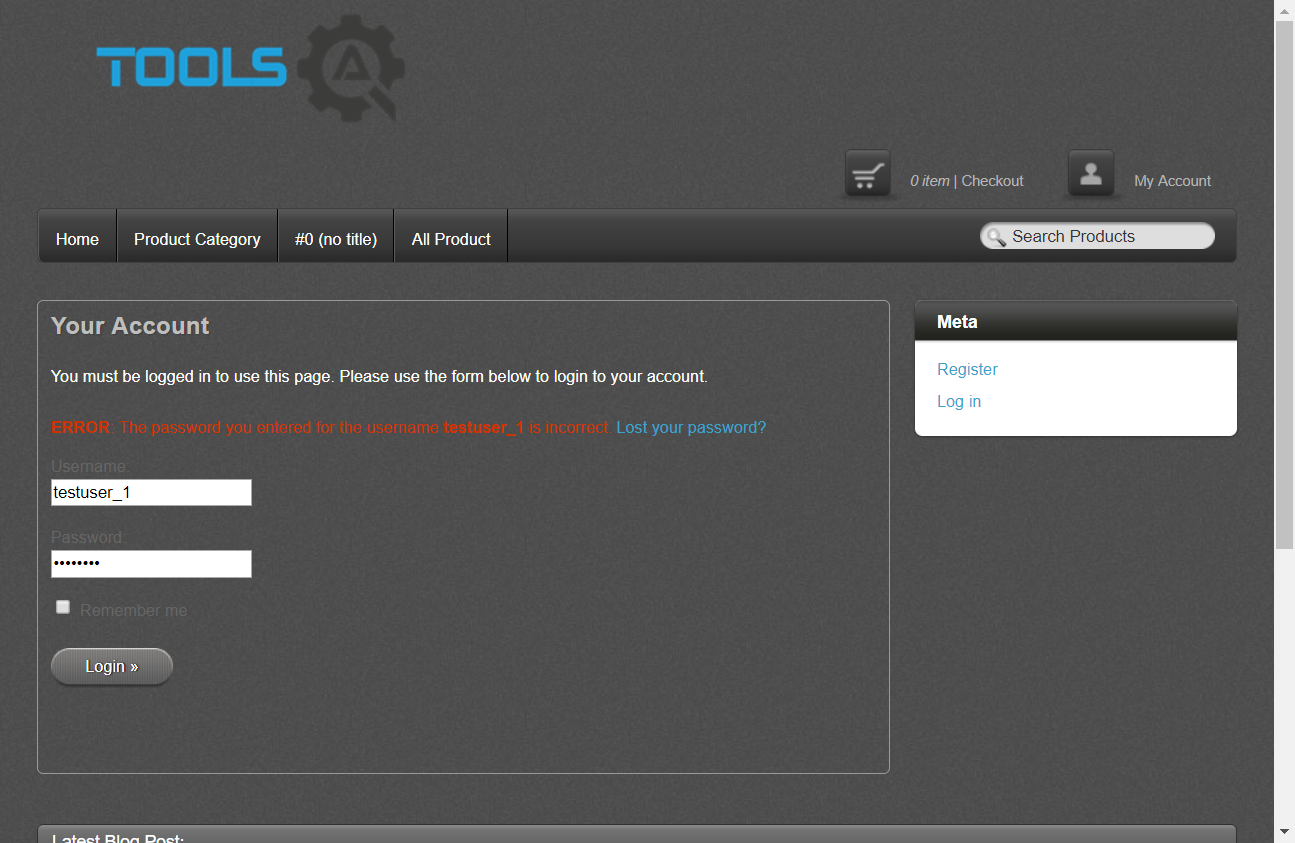 TOOLS QA
0 item | Checkout
My Account
Home
Product Category
#0 (no title)
All Product
Search Products
Your Account
You must be logged in to use this page. Please use the form below to login to your account.
ERROR: The password you entered for the username testuser_1 is incorrect. Lost your password?
Username:
testuser_1
Password:
••••••••
Remember me
Login »
Meta
Register
Log in
Latest Blog Post: